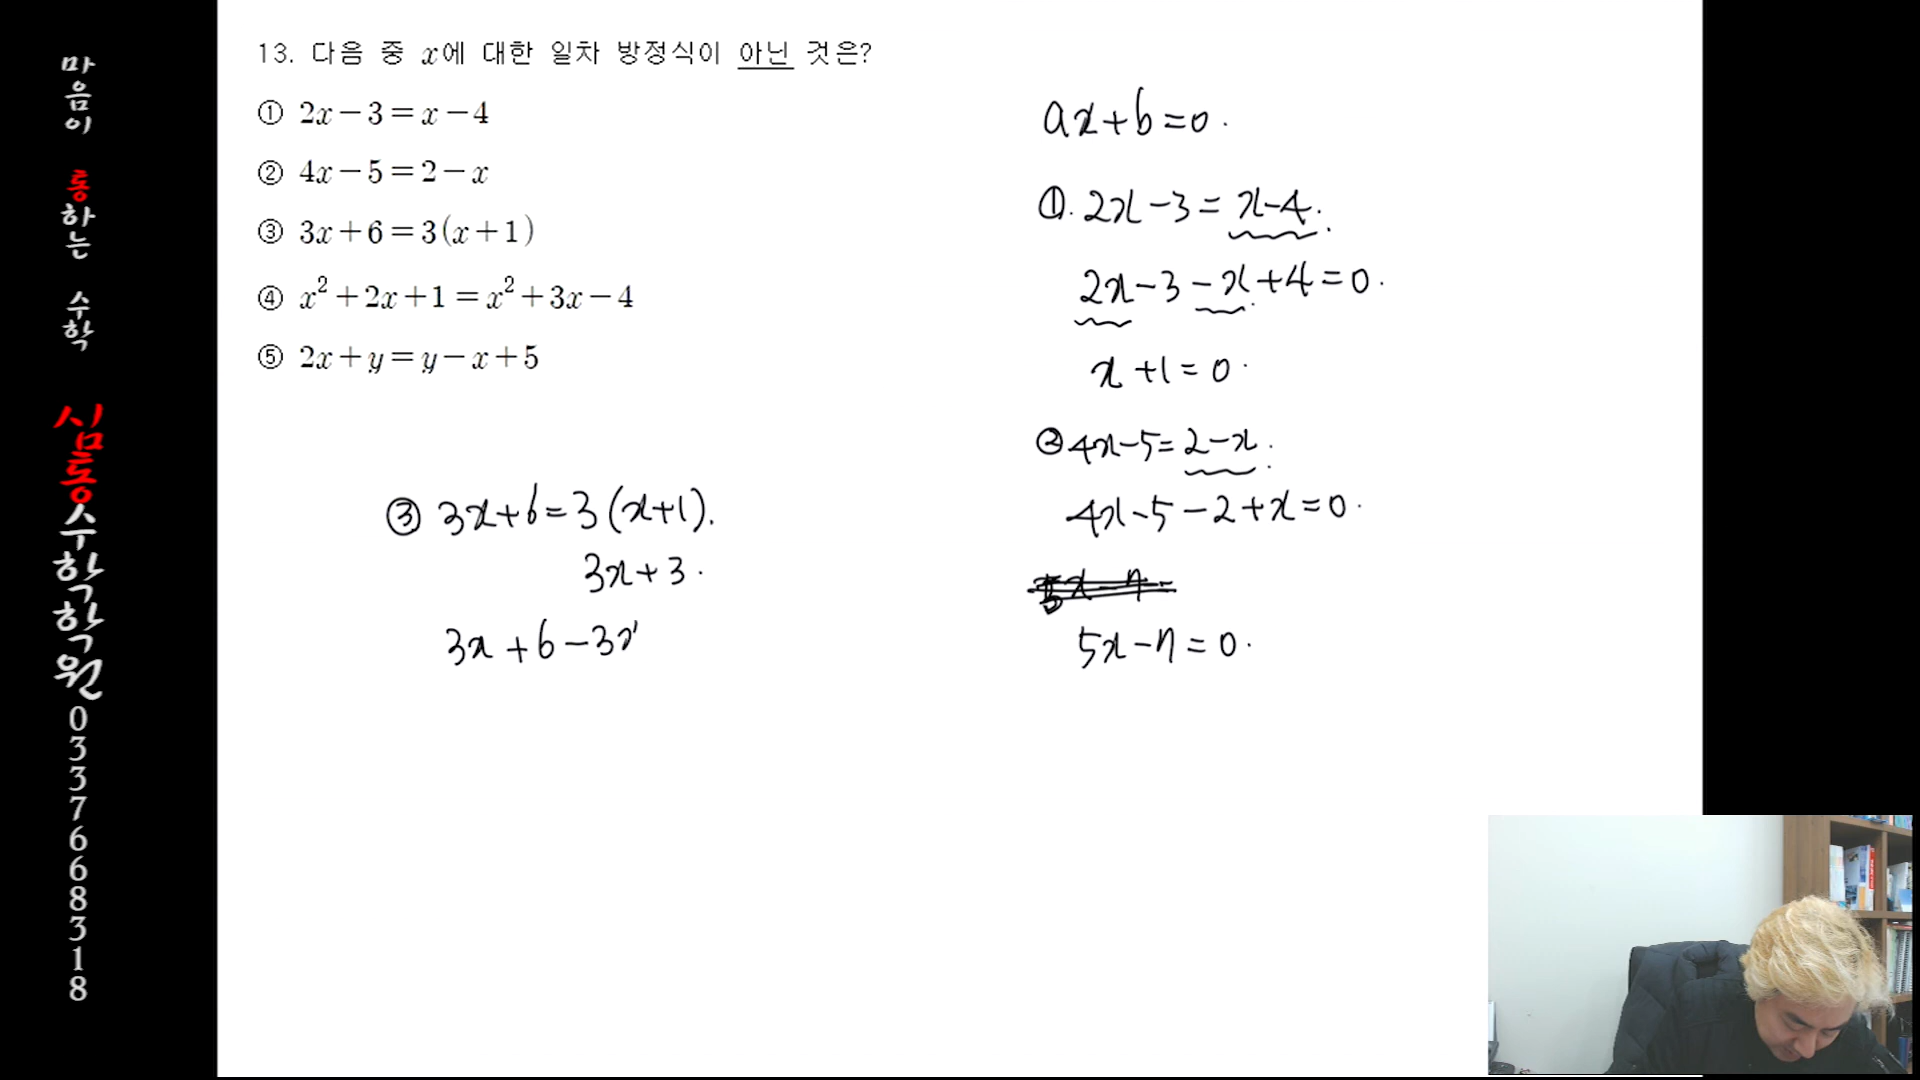 마음이 통하는 수학
심통수학학원
0337668318
13. 다음 중 x에 대한 일차 방정식이 아닌 것은?
① 2x-3=x-4
② 4x-5=2-x
③ 3x+6=3(x+1)
④ x²+2x+1=x²+3x-4
⑤ 2x+y=y-x+5
③ 3x+6=3(x+1).
3x+3.
3x+6-3x
ax+b=0.
①. 2x-3=x-4.
2x-3-x+4=0.
x+1=0.
② 4x-5=2-x.
4x-5-2+x=0.
5x-7=
5x-7=0.